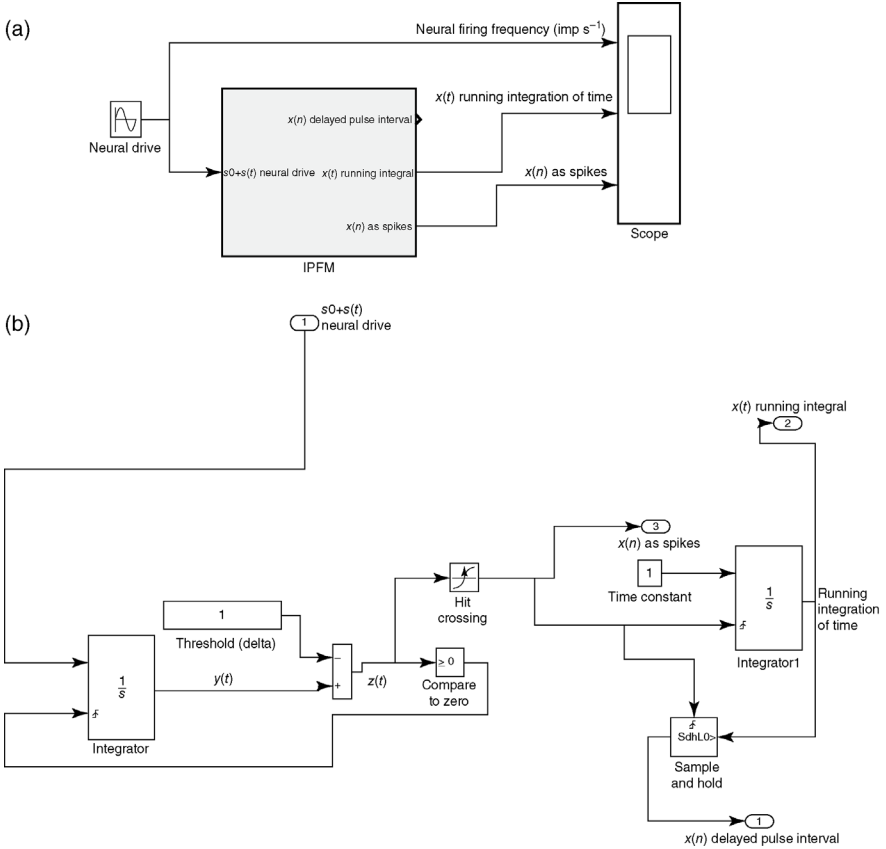 (a)
Neural firing frequency (imp s⁻¹)
x(t) running integration of time
x(n) delayed pulse interval
Neural drive
s0+s(t) neural drive
x(t) running integral
x(n) as spikes
x(n) as spikes
Scope
IPFM
(b)
1
s0+s(t)
neural drive
x(t) running integral
2
3
x(n) as spikes
1
Time constant
1
s
Running
integration
of time
Integrator1
Hit
crossing
1
Threshold (delta)
−
+
z(t)
≥ 0
Compare
to zero
1
s
y(t)
Integrator
SdhL0>
Sample
and hold
1
x(n) delayed pulse interval